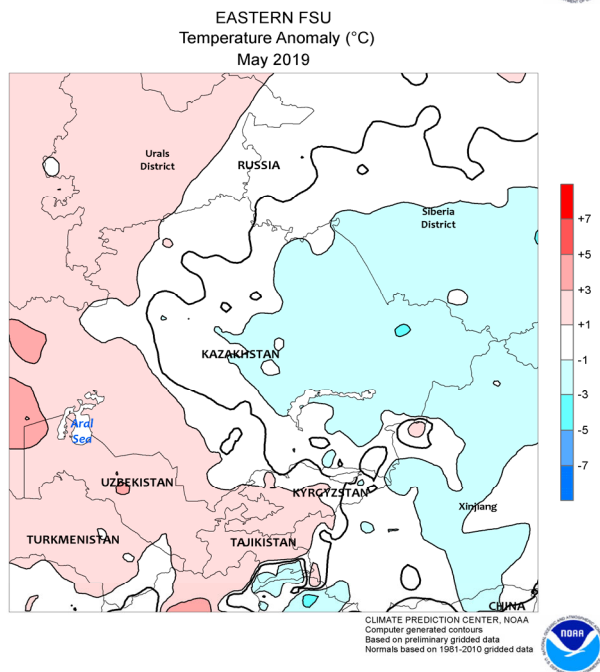 EASTERN FSU
Temperature Anomaly (°C)
May 2019
Urals
District
RUSSIA
Siberia
District
+7
+5
+3
+1
-1
-3
-5
-7
KAZAKHSTAN
Aral
Sea
UZBEKISTAN
KYRGYZSTAN
Xinjiang
TURKMENISTAN
TAJIKISTAN
CHINA
CLIMATE PREDICTION CENTER, NOAA
Computer generated contours
Based on preliminary gridded data
Normals based on 1981-2010 gridded data
NOAA